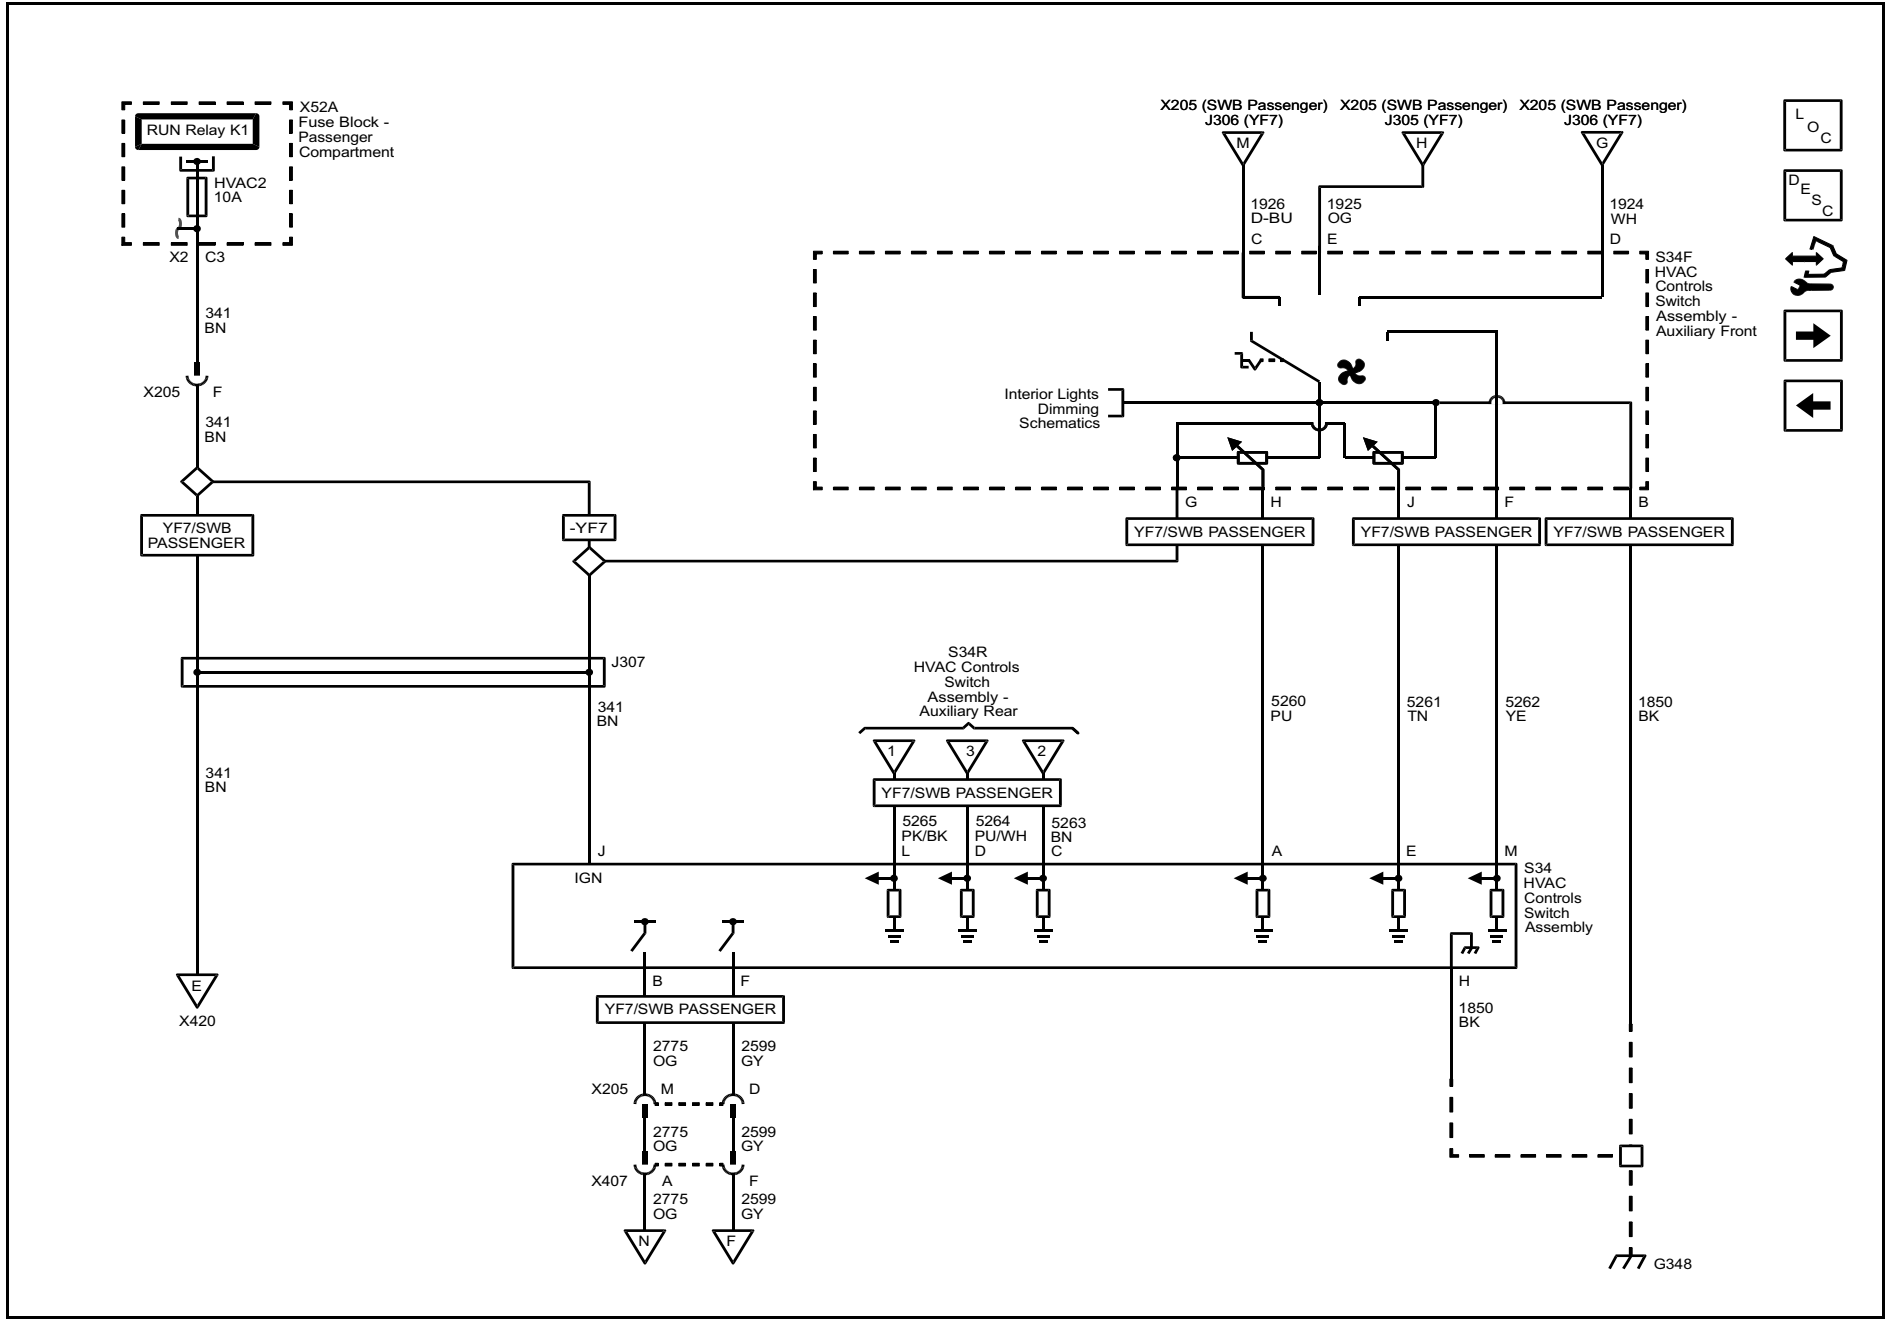 X52A
Fuse Block -
Passenger
Compartment
RUN Relay K1
HVAC2
10A
X2
C3
341
BN
X205
F
341
BN
YF7/SWB
PASSENGER
-YF7
J307
341
BN
341
BN
E
X420
X205 (SWB Passenger)
J306 (YF7)
M
X205 (SWB Passenger)
J305 (YF7)
H
X205 (SWB Passenger)
J306 (YF7)
G
1926
D-BU
C
1925
OG
E
1924
WH
D
S34F
HVAC
Controls
Switch
Assembly -
Auxiliary Front
Interior Lights
Dimming
Schematics
G
H
J
F
B
YF7/SWB PASSENGER
YF7/SWB PASSENGER
YF7/SWB PASSENGER
5260
PU
5261
TN
5262
YE
1850
BK
S34R
HVAC Controls
Switch
Assembly -
Auxiliary Rear
1
3
2
YF7/SWB PASSENGER
5265
PK/BK
L
5264
PU/WH
D
5263
BN
C
J
A
E
M
IGN
S34
HVAC
Controls
Switch
Assembly
B
F
H
YF7/SWB PASSENGER
1850
BK
2775
OG
2599
GY
X205
M
D
2775
OG
2599
GY
X407
A
F
2775
OG
2599
GY
N
F
G348
L
O
C
D
E
S
C